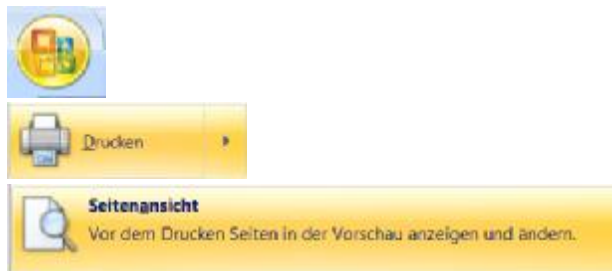 Drucken
Seitenansicht
Vor dem Drucken Seiten in der Vorschau anzeigen und ändern.